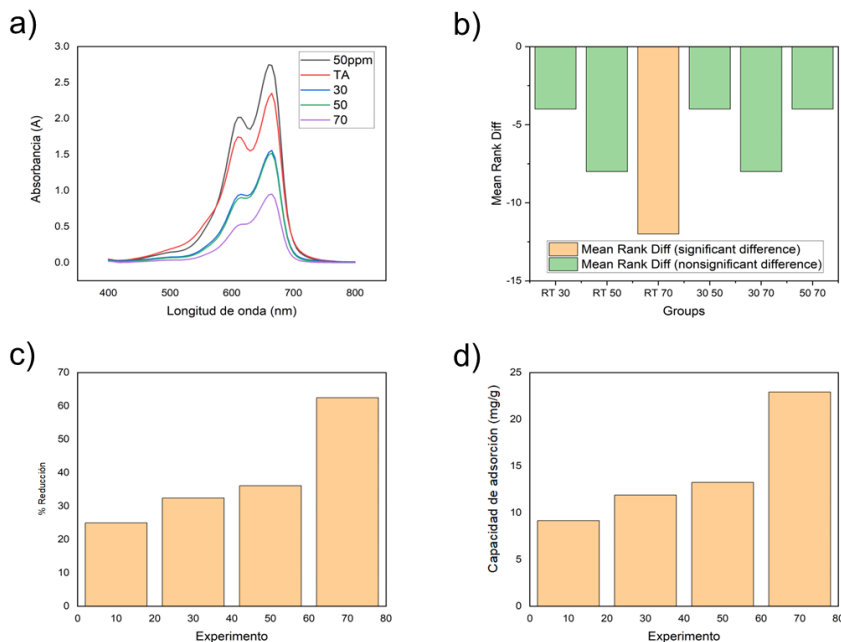 a)
3.0
2.5
2.0
1.5
1.0
0.5
0.0
Absorbancia (A)
50ppm
TA
30
50
70
400 500 600 700 800
Longitud de onda (nm)
b)
0
-5
-10
-15
Mean Rank Diff
Mean Rank Diff (significant difference)
Mean Rank Diff (nonsignificant difference)
RT 30 RT 50 RT 70 30 50 30 70 50 70
Groups
c)
70
60
50
40
30
20
10
0
% Reducción
10 20 30 40 50 60 70 80
Experimento
d)
25
20
15
10
5
0
Capacidad de adsorción (mg/g)
10 20 30 40 50 60 70 80
Experimento